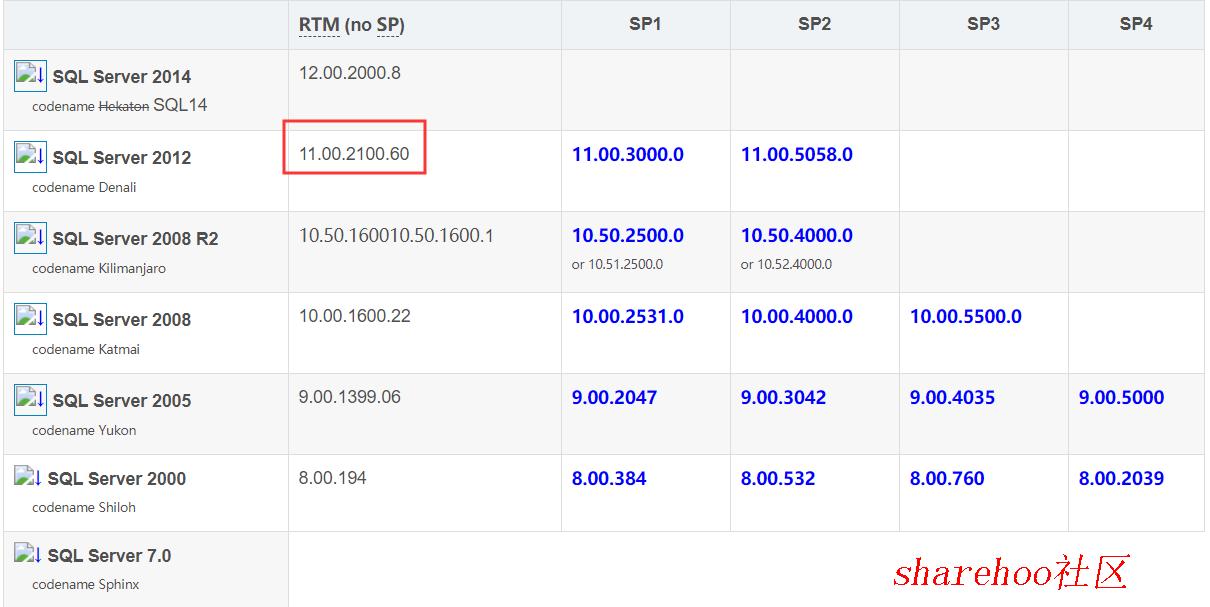 RTM (no SP) SP1 SP2 SP3 SP4
SQL Server 2014 12.00.2000.8
codename Hekaton SQL14
SQL Server 2012 11.00.2100.60 11.00.3000.0 11.00.5058.0
codename Denali
SQL Server 2008 R2 10.50.160010.50.1600.1 10.50.2500.0 10.50.4000.0
codename Kilimanjaro or 10.51.2500.0 or 10.52.4000.0
SQL Server 2008 10.00.1600.22 10.00.2531.0 10.00.4000.0 10.00.5500.0
codename Katmai
SQL Server 2005 9.00.1399.06 9.00.2047 9.00.3042 9.00.4035 9.00.5000
codename Yukon
SQL Server 2000 8.00.194 8.00.384 8.00.532 8.00.760 8.00.2039
codename Shiloh
SQL Server 7.0
codename Sphinx
sharehoo社区